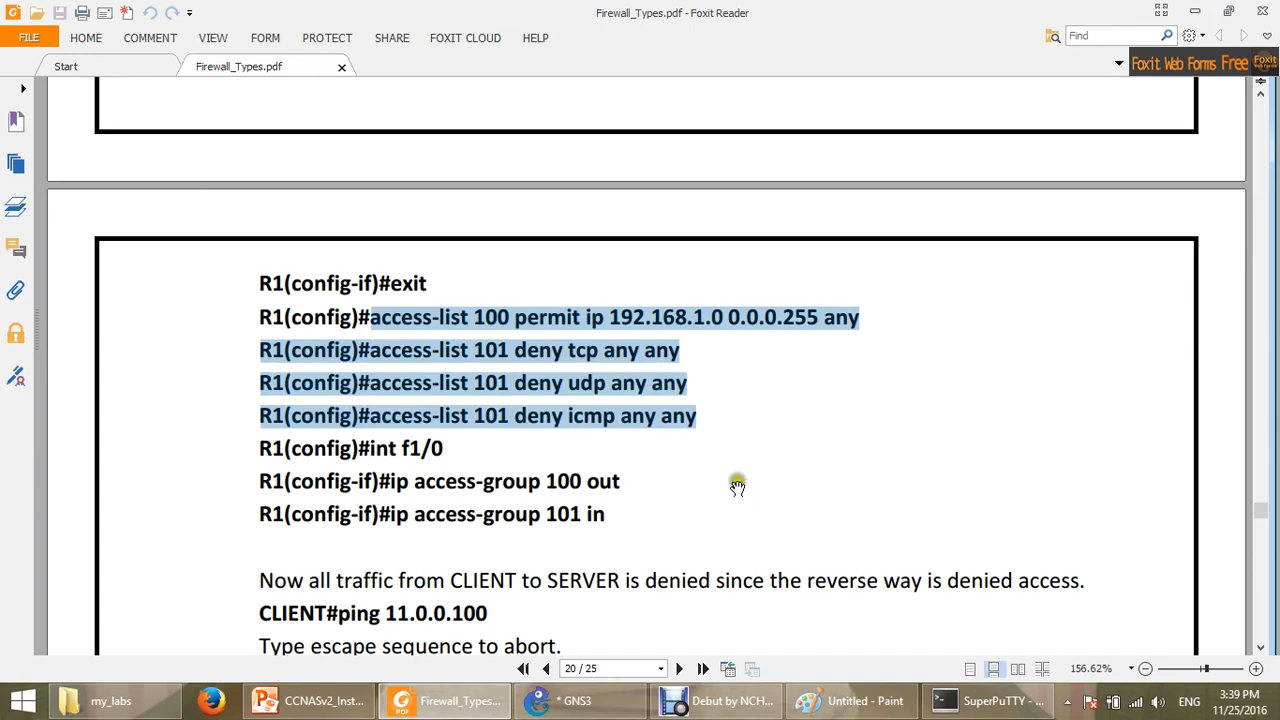 Firewall_Types.pdf - Foxit Reader
FILE
HOME
COMMENT
VIEW
FORM
PROTECT
SHARE
FOXIT CLOUD
HELP
Find
Start
Firewall_Types.pdf
Foxit Web Forms Free
Foxit
R1(config-if)#exit
R1(config)#access-list 100 permit ip 192.168.1.0 0.0.0.255 any
R1(config)#access-list 101 deny tcp any any
R1(config)#access-list 101 deny udp any any
R1(config)#access-list 101 deny icmp any any
R1(config)#int f1/0
R1(config-if)#ip access-group 100 out
R1(config-if)#ip access-group 101 in
Now all traffic from CLIENT to SERVER is denied since the reverse way is denied access.
CLIENT#ping 11.0.0.100
Type escape sequence to abort.
20 / 25
156.62%
my_labs
CCNASv2_Inst...
Firewall_Types...
* GNS3
Debut by NCH...
Untitled - Paint
SuperPuTTY - ...
ENG
3:39 PM
11/25/2016